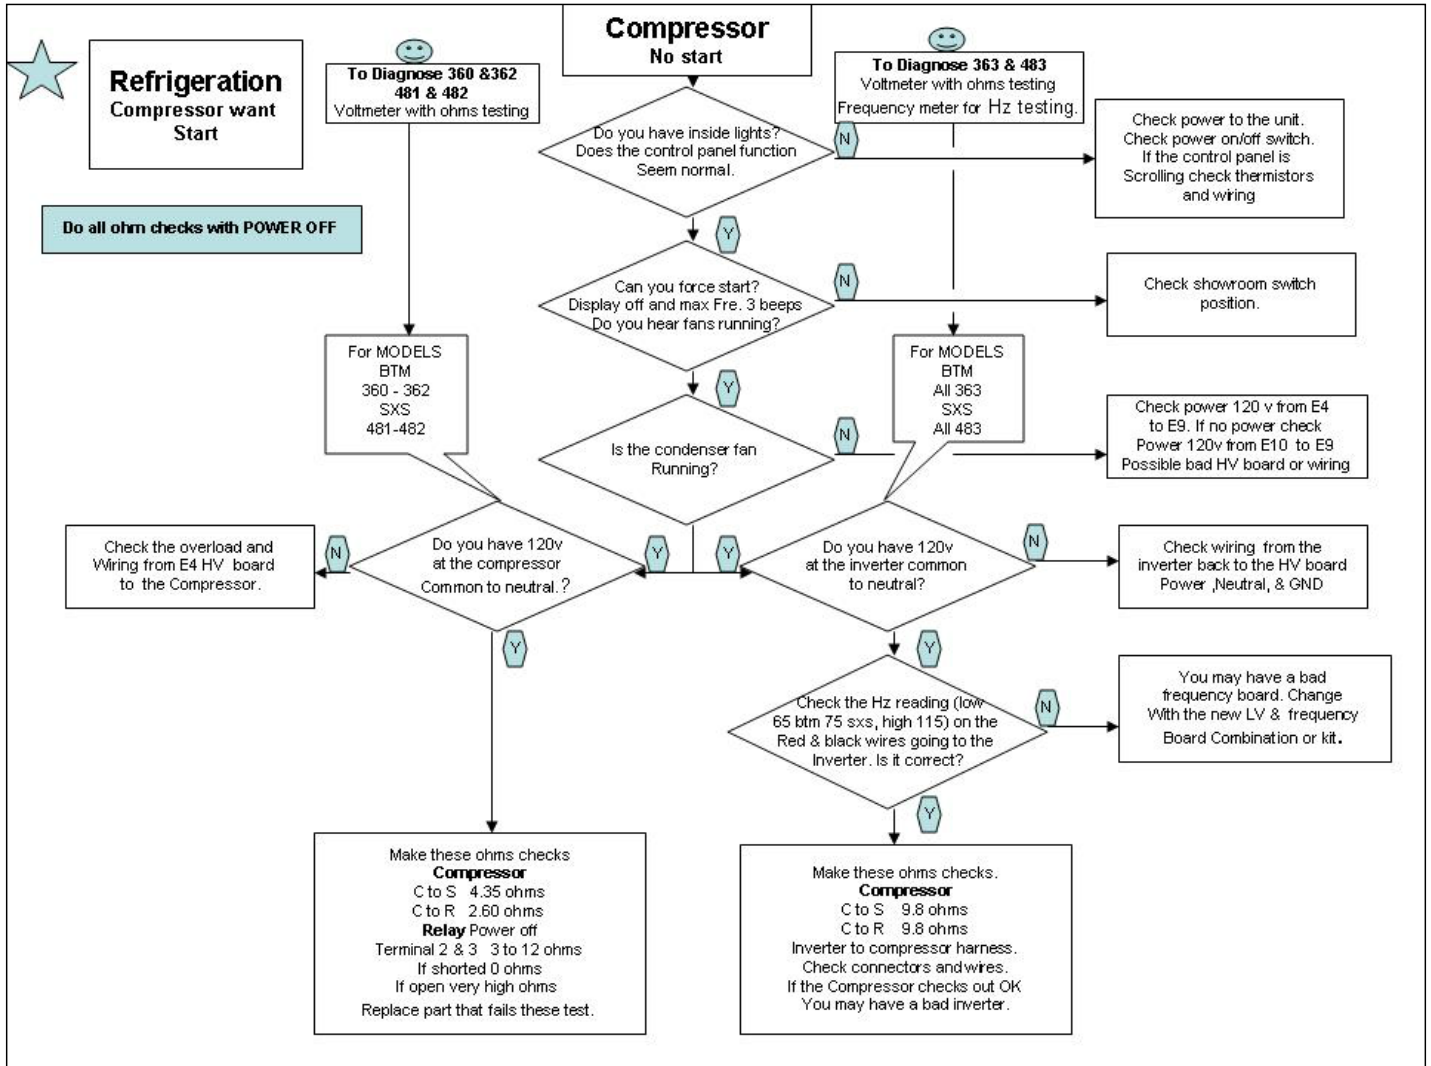 Refrigeration
Compressor want
Start
To Diagnose 360 &362
481 & 482
Voltmeter with ohms testing
Compressor
No start
To Diagnose 363 & 483
Voltmeter with ohms testing
Frequency meter for Hz testing.
Do all ohm checks with POWER OFF
Do you have inside lights?
Does the control panel function
Seem normal.
N
Check power to the unit.
Check power on/off switch.
If the control panel is
Scrolling check thermistors
and wiring
Y
Can you force start?
Display off and max Fre. 3 beeps
Do you hear fans running?
N
Check showroom switch
position.
For MODELS
BTM
360 - 362
SXS
481-482
Y
For MODELS
BTM
All 363
SXS
All 483
Is the condenser fan
Running?
N
Check power 120 v from E4
to E9. If no power check
Power 120v from E10 to E9
Possible bad HV board or wiring
Check the overload and
Wiring from E4 HV board
to the Compressor.
N
Do you have 120v
at the compressor
Common to neutral.?
Y
Y
Do you have 120v
at the inverter common
to neutral?
N
Check wiring from the
inverter back to the HV board
Power ,Neutral, & GND
Y
Y
Check the Hz reading (low
65 btm 75 sxs, high 115) on the
Red & black wires going to the
Inverter. Is it correct?
N
You may have a bad
frequency board. Change
With the new LV & frequency
Board Combination or kit.
Y
Make these ohms checks
Compressor
C to S 4.35 ohms
C to R 2.60 ohms
Relay Power off
Terminal 2 & 3 3 to 12 ohms
If shorted 0 ohms
If open very high ohms
Replace part that fails these test.
Make these ohms checks.
Compressor
C to S 9.8 ohms
C to R 9.8 ohms
Inverter to compressor harness.
Check connectors and wires.
If the Compressor checks out OK
You may have a bad inverter.